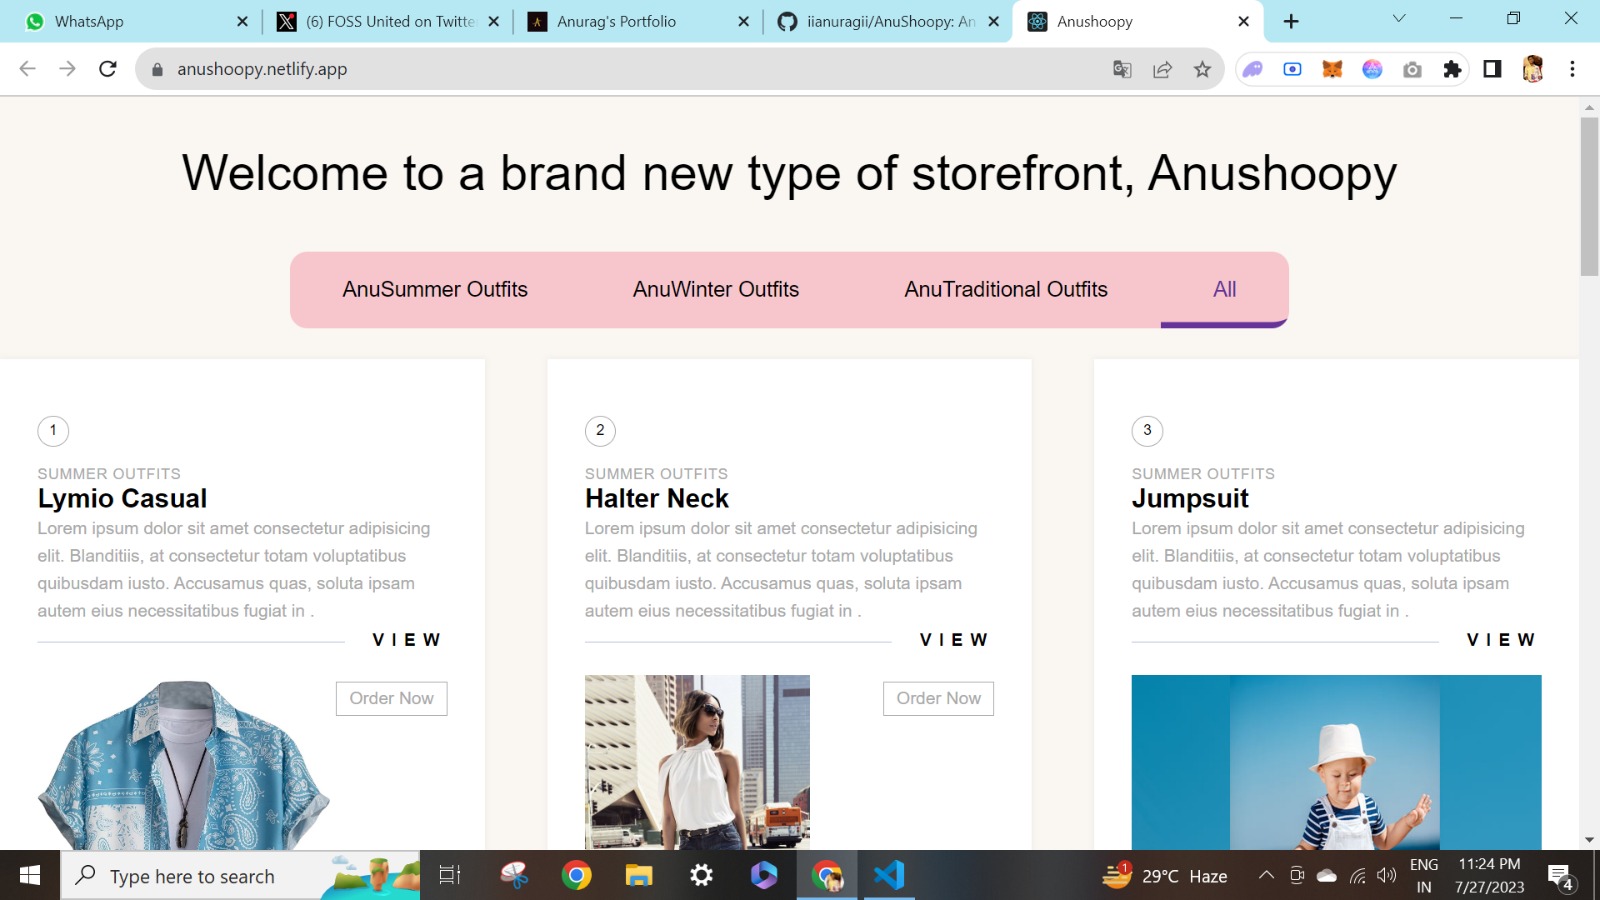 WhatsApp
(6) FOSS United on Twitte
Anurag's Portfolio
iianuragii/AnuShoopy: An
Anushoopy
anushoopy.netlify.app
Welcome to a brand new type of storefront, Anushoopy
AnuSummer Outfits
AnuWinter Outfits
AnuTraditional Outfits
All
1
SUMMER OUTFITS
Lymio Casual
Lorem ipsum dolor sit amet consectetur adipisicing
elit. Blanditiis, at consectetur totam voluptatibus
quibusdam iusto. Accusamus quas, soluta ipsam
autem eius necessitatibus fugiat in .
VIEW
Order Now
2
SUMMER OUTFITS
Halter Neck
Lorem ipsum dolor sit amet consectetur adipisicing
elit. Blanditiis, at consectetur totam voluptatibus
quibusdam iusto. Accusamus quas, soluta ipsam
autem eius necessitatibus fugiat in .
VIEW
Order Now
3
SUMMER OUTFITS
Jumpsuit
Lorem ipsum dolor sit amet consectetur adipisicing
elit. Blanditiis, at consectetur totam voluptatibus
quibusdam iusto. Accusamus quas, soluta ipsam
autem eius necessitatibus fugiat in .
VIEW
Type here to search
1
29°C Haze
ENG
IN
11:24 PM
7/27/2023
4